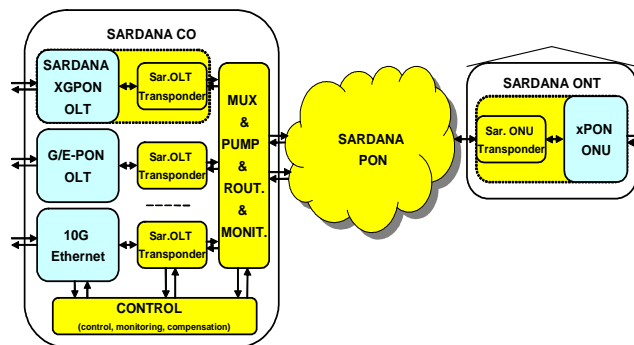 SARDANA CO
SARDANA
XGPON
OLT
Sar.OLT
Transponder
G/E-PON
OLT
Sar.OLT
Transponder
10G
Ethernet
Sar.OLT
Transponder
MUX
&
PUMP
&
ROUT.
&
MONIT.
CONTROL
(control, monitoring, compensation)
SARDANA
PON
SARDANA ONT
Sar. ONU
Transponder
xPON
ONU